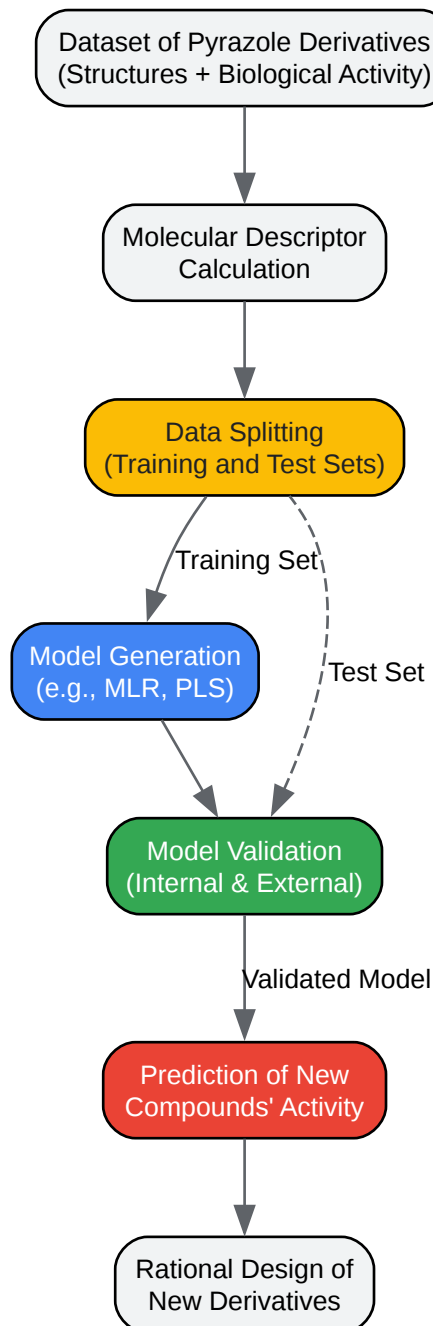 Dataset of Pyrazole Derivatives
(Structures + Biological Activity)
Molecular Descriptor
Calculation
Data Splitting
(Training and Test Sets)
Training Set
Model Generation
(e.g., MLR, PLS)
Test Set
Model Validation
(Internal & External)
Validated Model
Prediction of New
Compounds' Activity
Rational Design of
New Derivatives